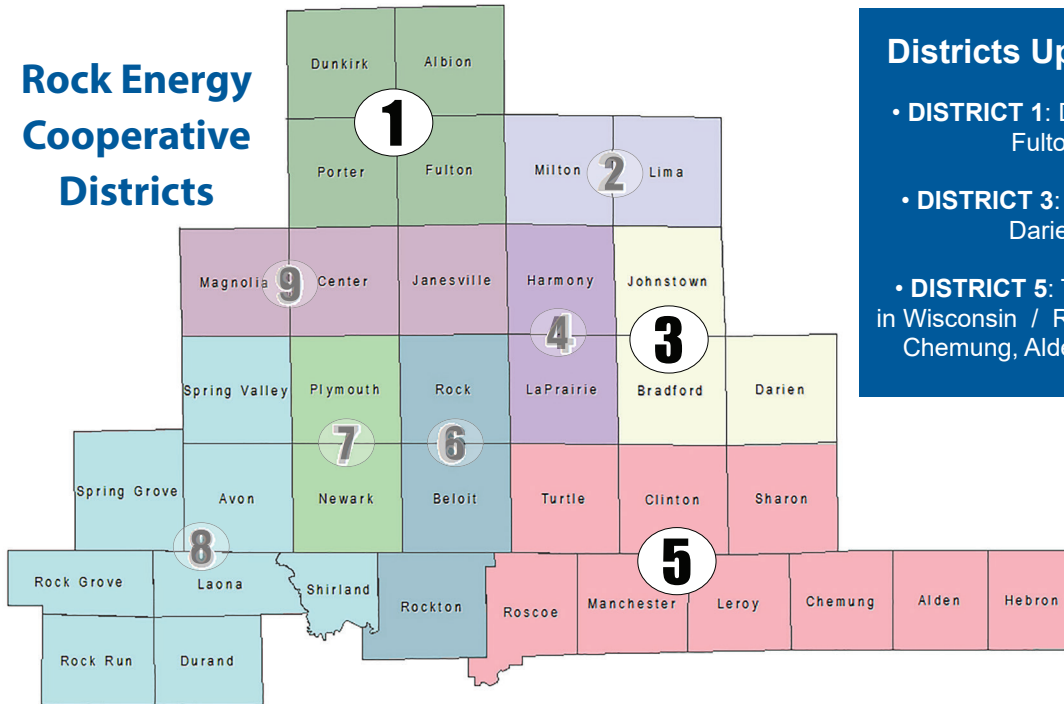 Rock Energy
Cooperative
Districts
Districts Up
• DISTRICT 1: D
Fulto
• DISTRICT 3:
Darie
• DISTRICT 5: T
in Wisconsin / R
Chemung, Alde
Dunkirk Albion
1
Porter Fulton Milton 2 Lima
Magnolia 9 Center Janesville Harmony Johnstown
4 3
Spring Valley Plymouth Rock LaPrairie Bradford Darien
7 6
Spring Grove Avon Newark Beloit Turtle Clinton Sharon
8 5
Rock Grove Laona Shirland Rockton Roscoe Manchester Leroy Chemung Alden Hebron
Rock Run Durand